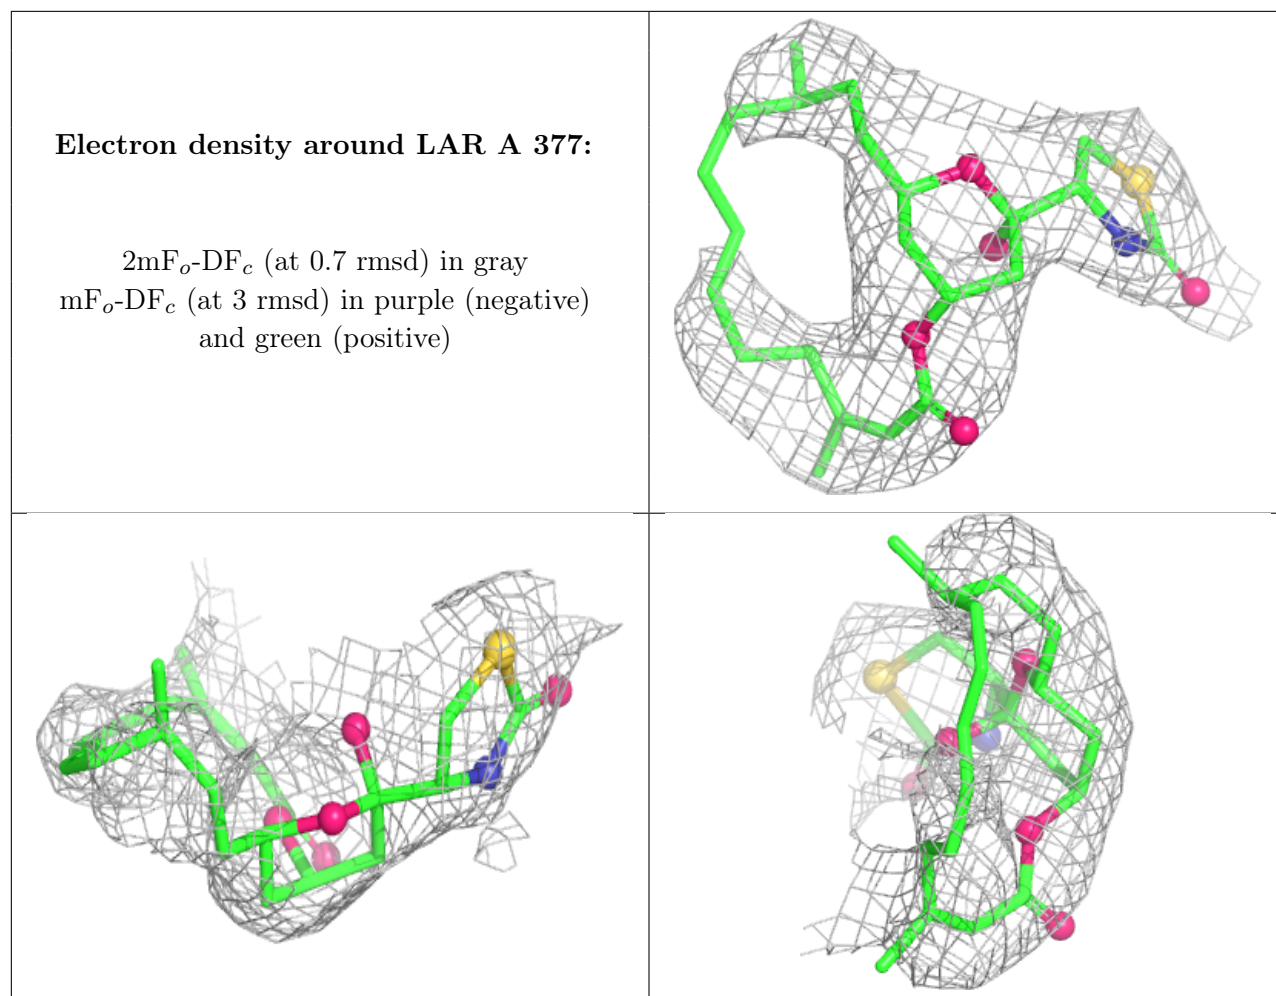 Electron density around LAR A 377:
2mFo-DFc (at 0.7 rmsd) in gray
mFo-DFc (at 3 rmsd) in purple (negative)
and green (positive)